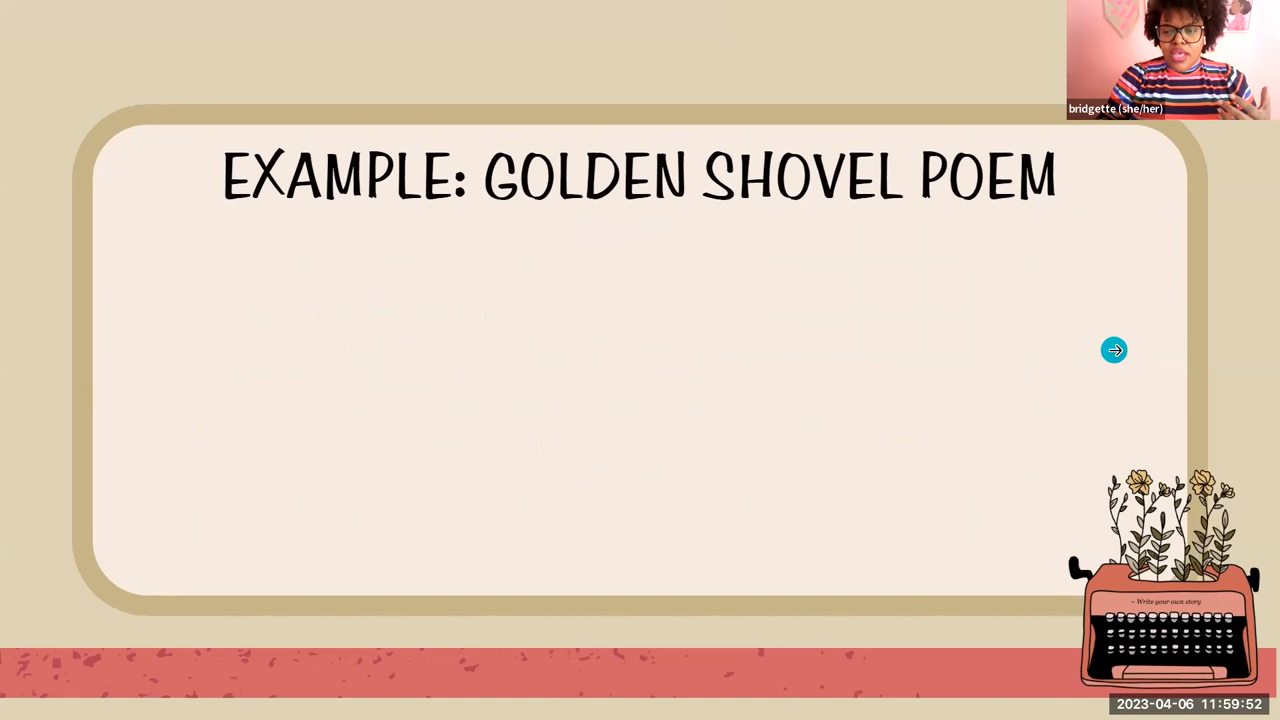 bridgette (she/her)
EXAMPLE: GOLDEN SHOVEL POEM
~ Write your own story
2023-04-06 11:59:52